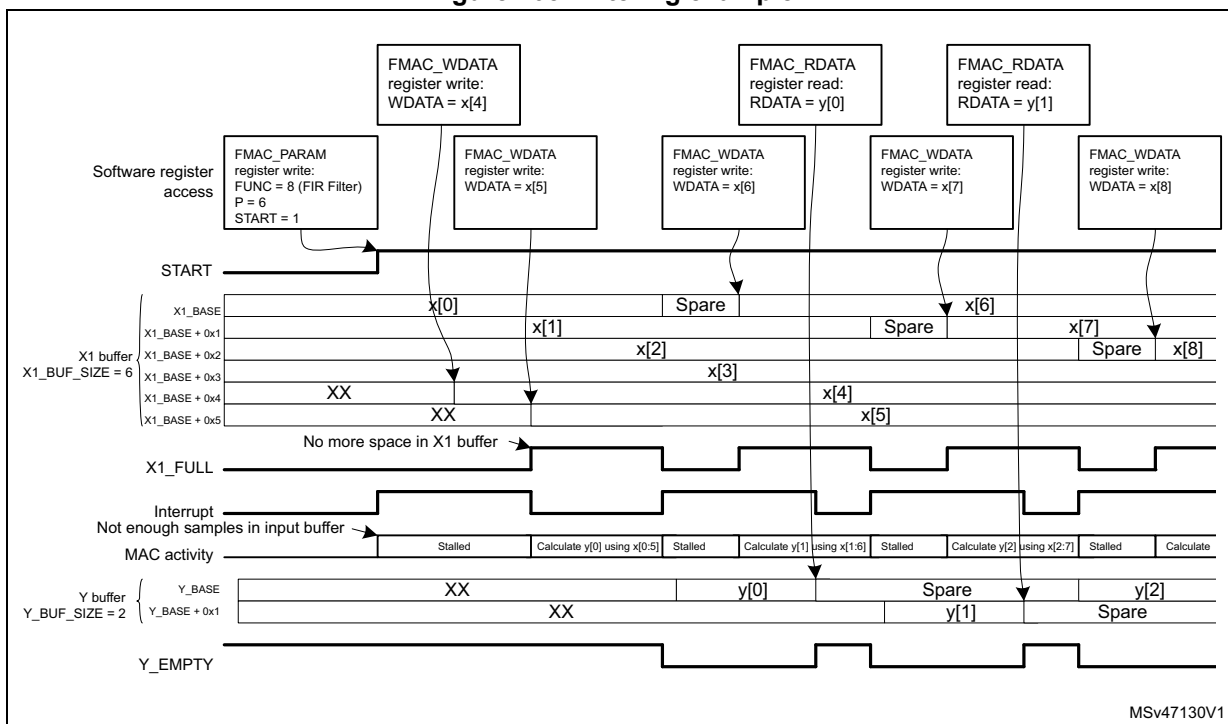 FMAC_WDATA
register write:
WDATA = x[4]
FMAC_RDATA
register read:
RDATA = y[0]
FMAC_RDATA
register read:
RDATA = y[1]
Software register
access
FMAC_PARAM
register write:
FUNC = 8 (FIR Filter)
P = 6
START = 1
FMAC_WDATA
register write:
WDATA = x[5]
FMAC_WDATA
register write:
WDATA = x[6]
FMAC_WDATA
register write:
WDATA = x[7]
FMAC_WDATA
register write:
WDATA = x[8]
START
X1 buffer
X1_BUF_SIZE = 6
X1_BASE x[0] Spare x[6]
X1_BASE + 0x1 x[1] Spare x[7]
X1_BASE + 0x2 x[2] Spare x[8]
X1_BASE + 0x3 x[3]
X1_BASE + 0x4 XX x[4]
X1_BASE + 0x5 XX x[5]
No more space in X1 buffer
X1_FULL
Interrupt
Not enough samples in input buffer
MAC activity Stalled Calculate y[0] using x[0:5] Stalled Calculate y[1] using x[1:6] Stalled Calculate y[2] using x[2:7] Stalled Calculate
Y buffer
Y_BUF_SIZE = 2
Y_BASE XX y[0] Spare y[2]
Y_BASE + 0x1 XX y[1] Spare
Y_EMPTY
MSv47130V1